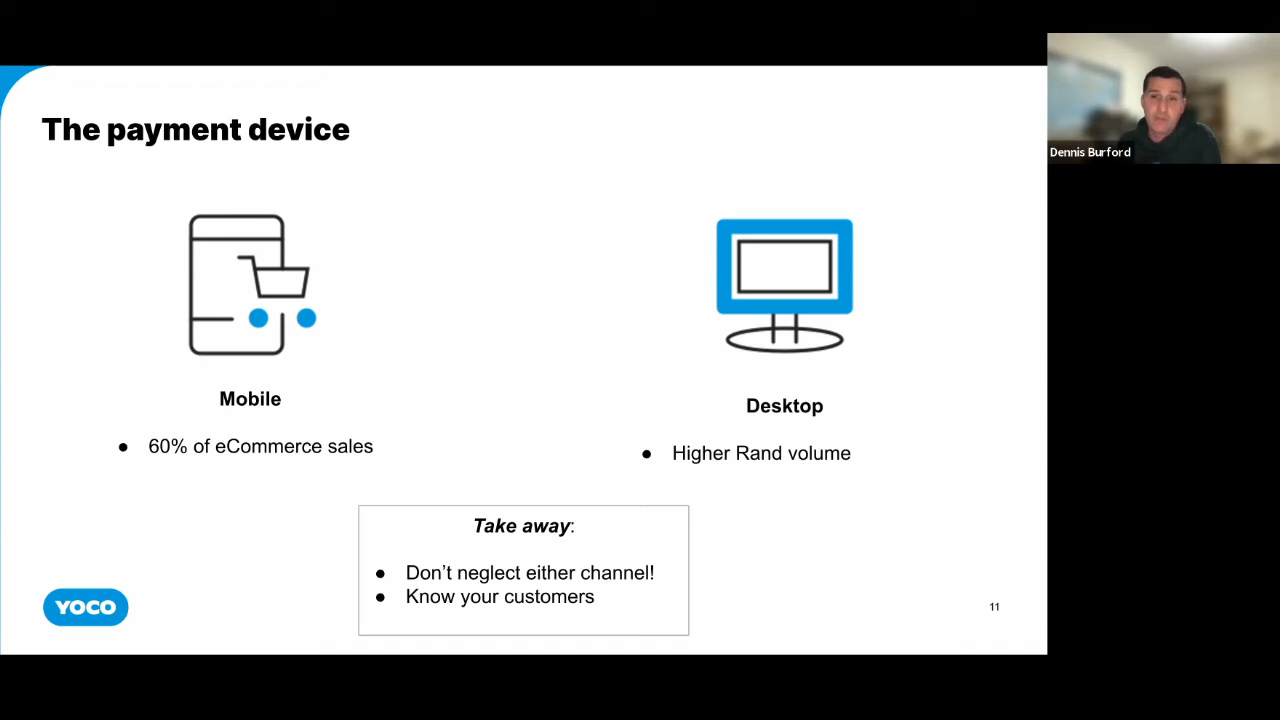 The payment device
Dennis Burford
Mobile
● 60% of eCommerce sales
Desktop
● Higher Rand volume
Take away:
● Don't neglect either channel!
● Know your customers
YOCO
11